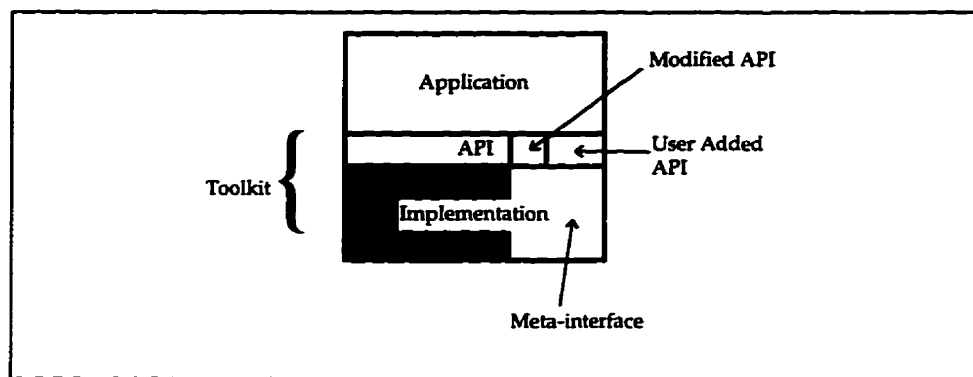 Modified API
Application
API
User Added
API
Toolkit
Implementation
Meta-interface